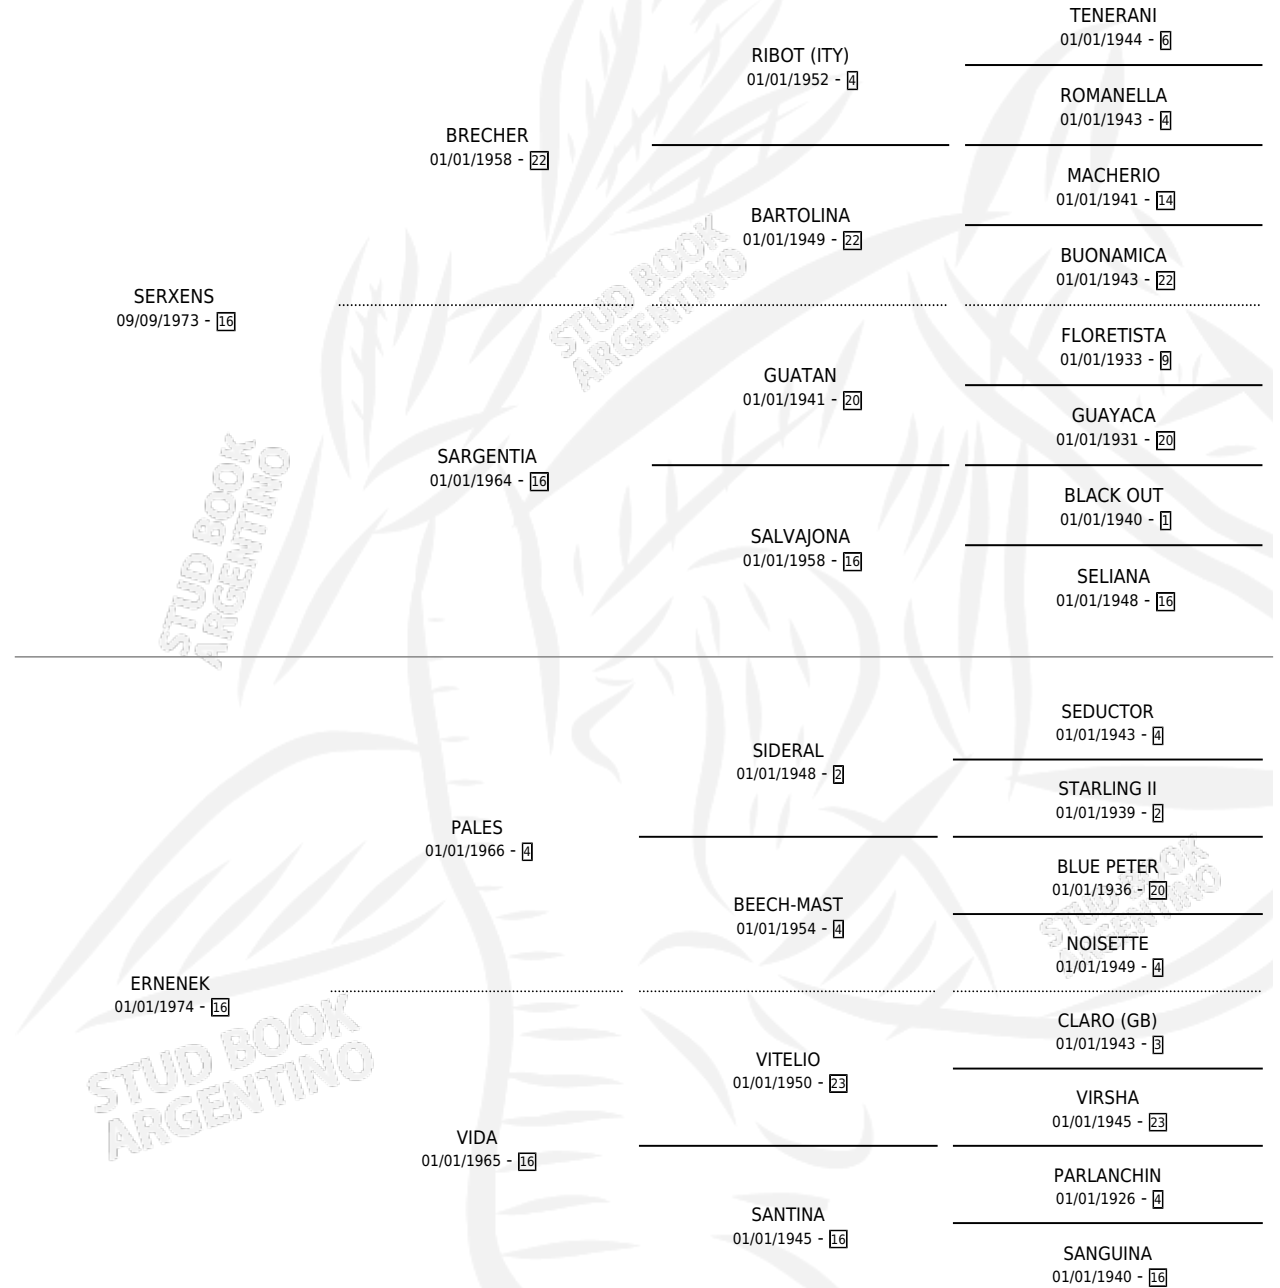 TENERANI
01/01/1944 - 6
RIBOT (ITY)
01/01/1952 - 4
ROMANELLA
01/01/1943 - 4
BRECHER
01/01/1958 - 22
MACHERIO
01/01/1941 - 14
BARTOLINA
01/01/1949 - 22
BUONAMICA
01/01/1943 - 22
SERXENS
09/09/1973 - 16
FLORETISTA
01/01/1933 - 9
GUATAN
01/01/1941 - 20
GUAYACA
01/01/1931 - 20
SARGENTIA
01/01/1964 - 16
BLACK OUT
01/01/1940 - 1
SALVAJONA
01/01/1958 - 16
SELIANA
01/01/1948 - 16
SEDUCTOR
01/01/1943 - 4
SIDERAL
01/01/1948 - 2
STARLING II
01/01/1939 - 2
PALES
01/01/1966 - 4
BLUE PETER
01/01/1936 - 20
BEECH-MAST
01/01/1954 - 4
NOISETTE
01/01/1949 - 4
ERNENEK
01/01/1974 - 16
CLARO (GB)
01/01/1943 - 3
VITELIO
01/01/1950 - 23
VIRSHA
01/01/1945 - 23
VIDA
01/01/1965 - 16
PARLANCHIN
01/01/1926 - 4
SANTINA
01/01/1945 - 16
SANGUINA
01/01/1940 - 16
STUD BOOK
ARGENTINO
STUD BOOK
ARGENTINO
STUD BOOK
ARGENTINO
STUD BOOK
ARGENTINO